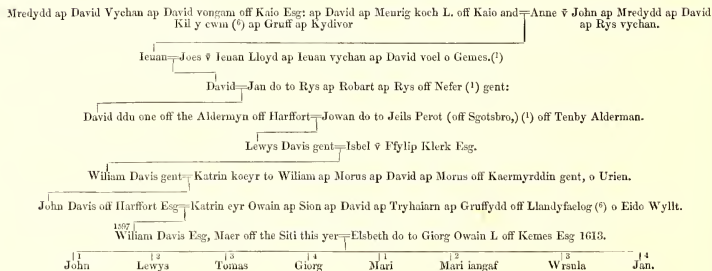 Mredydd ap David Vychan ap David vongam off Kaio Esg: ap David ap Meurig koch L. off Kaio and=Anne ṽ John ap Mredydd ap David
Kil y cwm (⁶) ap Gruff ap Kydivor ap Rys vychan.
Ieuan=Joes ṽ Ieuan Lloyd ap Ieuan vychan ap David voel o Gemes.(¹)
David=Jan do to Rys ap Robart ap Rys off Nefer (¹) gent:
David ddu one off the Aldermyn off Harffort=Jowan do to Jeils Perot (off Sgotsbro,) (¹) off Tenby Alderman.
Lewys Davis gent=Isbel ṽ Ffylip Klerk Esg.
Wiliam Davis gent=Katrin koeyr to Wiliam ap Morus ap David ap Morus off Kaermyrddin gent, o Urien.
John Davis off Harffort Esg=Katrin eyr Owain ap Sion ap David ap Tryhaiarn ap Gruffydd off Llandyfaelog (⁶) o Eido Wyllt.
1597
Wiliam Davis Esg, Maer off the Siti this yer=Elsbeth do to Giorg Owain L off Kemes Esg 1613.
1 2 3 4 1 2 3 4
John Lewys Tomas Giorg Mari Mari iangaf Wrsula Jan.